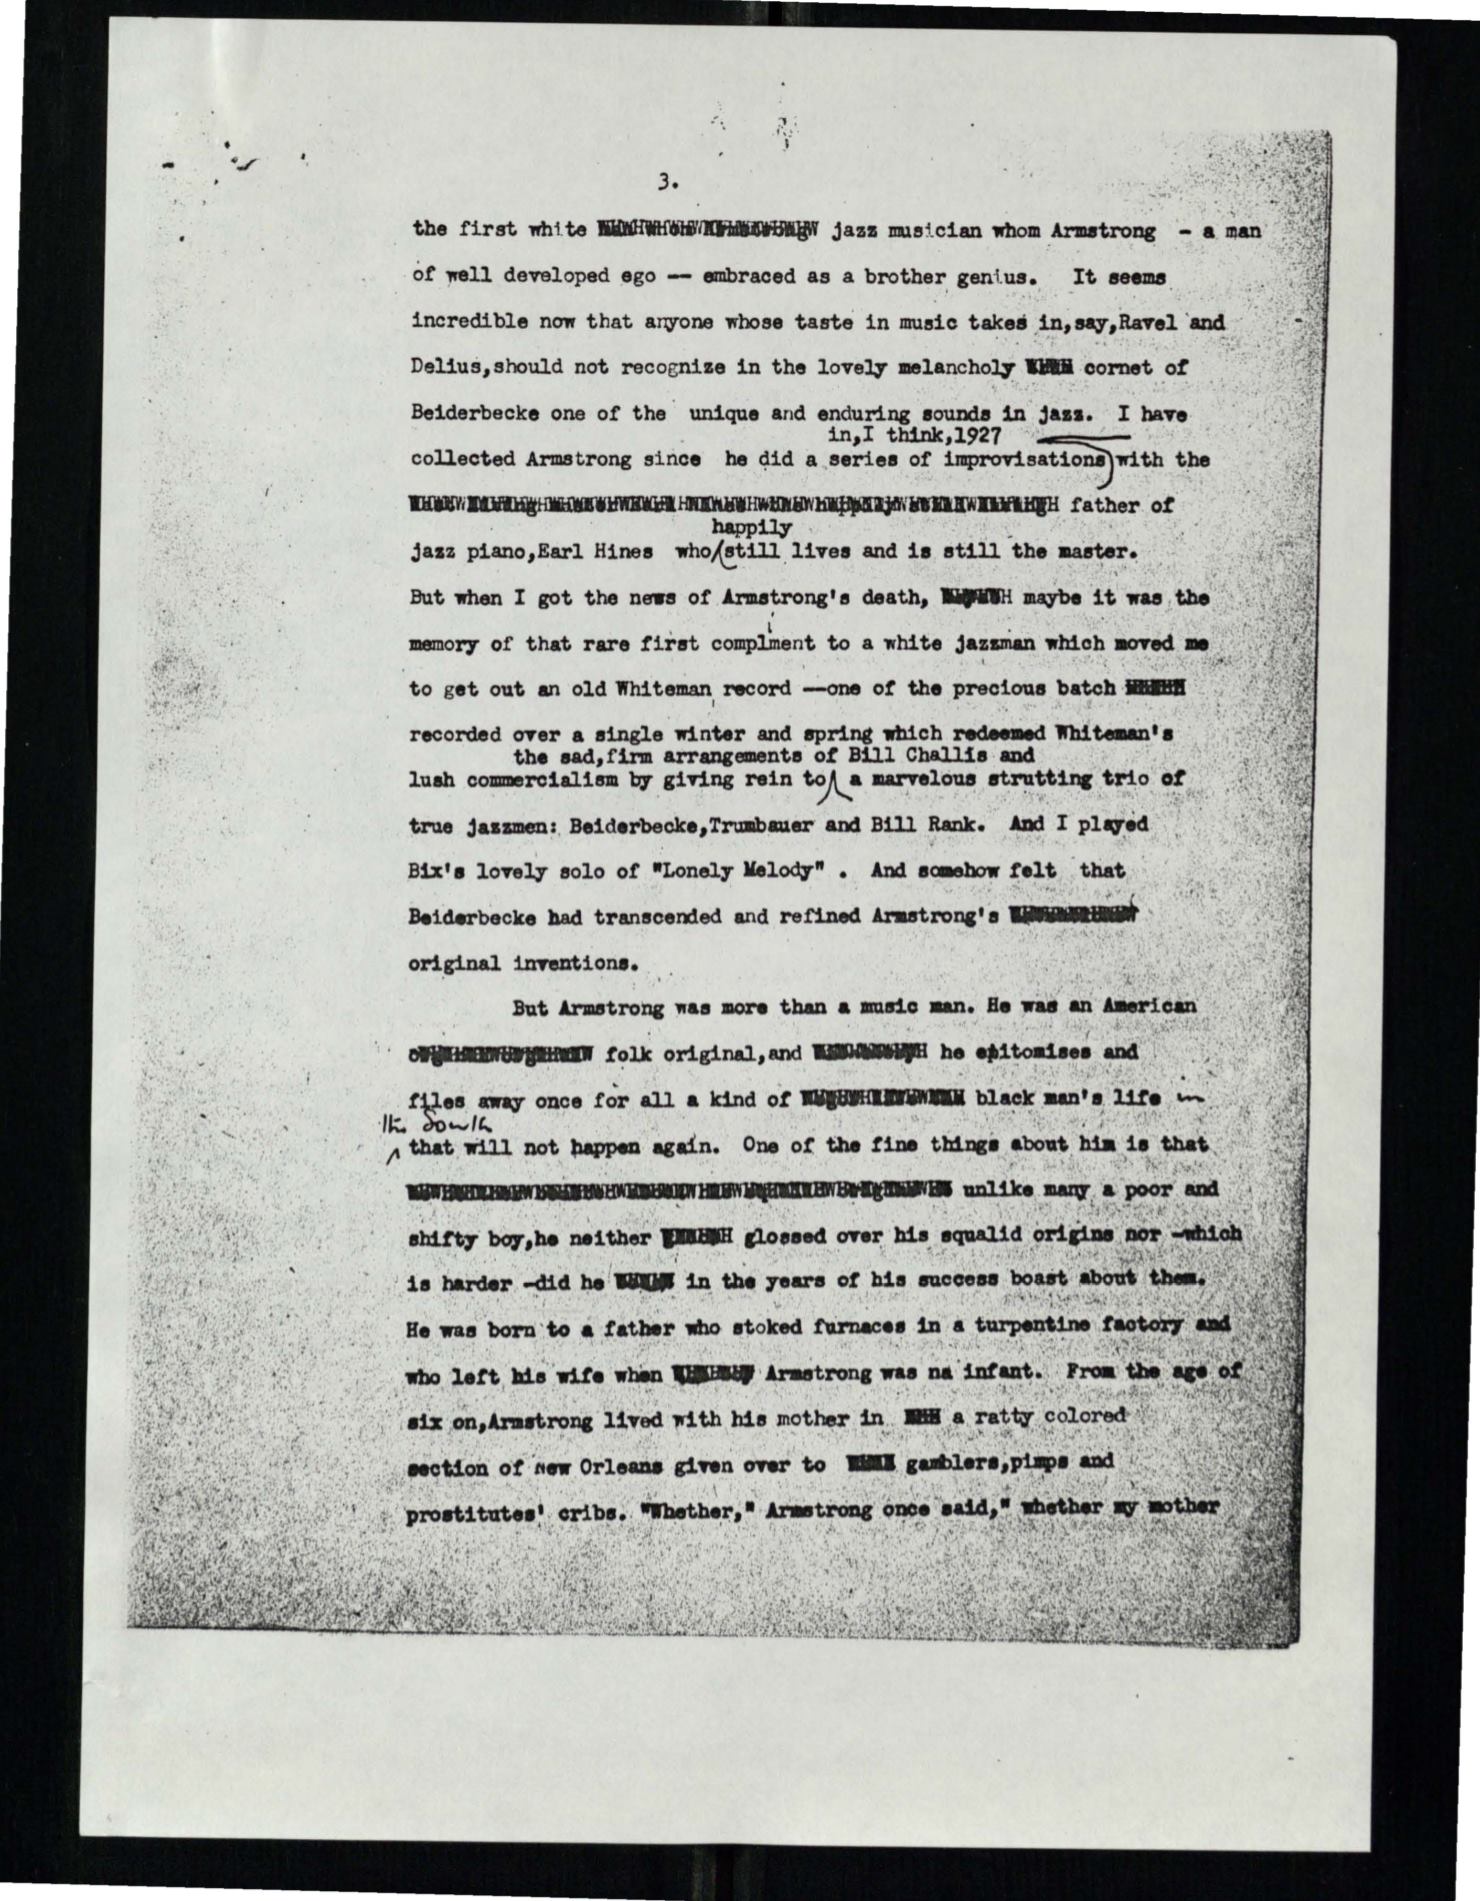 3.
the first white jazz musician whom Armstrong - a man
of well developed ego -- embraced as a brother genius. It seems
incredible now that anyone whose taste in music takes in,say,Ravel and
Delius,should not recognize in the lovely melancholy cornet of
Beiderbecke one of the unique and enduring sounds in jazz. I have
in,I think,1927
collected Armstrong since he did a series of improvisations with the
father of
happily
jazz piano,Earl Hines who still lives and is still the master.
But when I got the news of Armstrong's death, maybe it was the
i
memory of that rare first complment to a white jazzman which moved me
to get out an old Whiteman record --one of the precious batch
recorded over a single winter and spring which redeemed Whiteman's
the sad,firm arrangements of Bill Challis and
lush commercialism by giving rein to a marvelous strutting trio of
true jazzmen: Beiderbecke,Trumbauer and Bill Rank. And I played
Bix's lovely solo of "Lonely Melody" . And somehow felt that
Beiderbecke had transcended and refined Armstrong's
original inventions.
But Armstrong was more than a music man. He was an American
folk original,and he epitomises and
files away once for all a kind of black man's life in
the South
that will not happen again. One of the fine things about him is that
unlike many a poor and
shifty boy,he neither glossed over his squalid origins nor -which
is harder -did he in the years of his success boast about them.
He was born to a father who stoked furnaces in a turpentine factory and
who left his wife when Armstrong was na infant. From the age of
six on,Armstrong lived with his mother in a ratty colored
section of new Orleans given over to gamblers,pimps and
prostitutes' cribs. "Whether," Armstrong once said," whether my mother